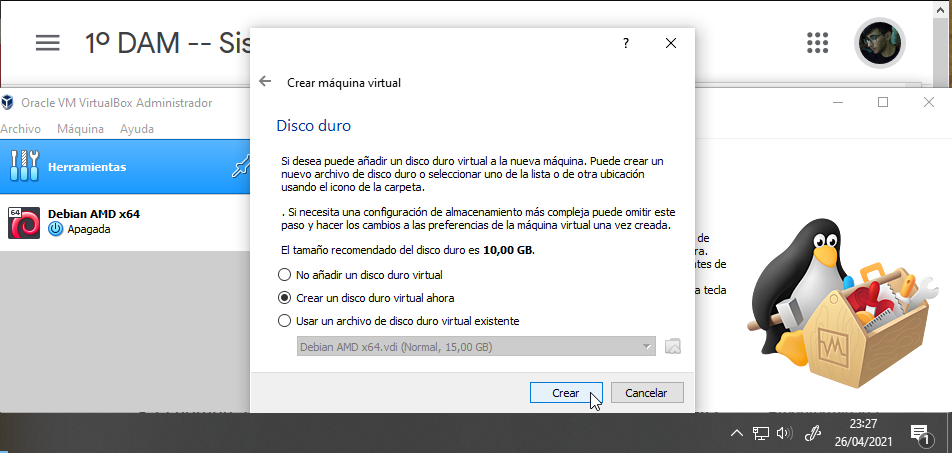 1º DAM -- Sis
?
Crear máquina virtual
Oracle VM VirtualBox Administrador
Archivo Máquina Ayuda
Herramientas
64
Debian AMD x64
Apagada
Disco duro
Si desea puede añadir un disco duro virtual a la nueva máquina. Puede crear un
nuevo archivo de disco duro o seleccionar uno de la lista o de otra ubicación
usando el icono de la carpeta.
. Si necesita una configuración de almacenamiento más compleja puede omitir este
paso y hacer los cambios a las preferencias de la máquina virtual una vez creada.
El tamaño recomendado del disco duro es 10,00 GB.
No añadir un disco duro virtual
Crear un disco duro virtual ahora
Usar un archivo de disco duro virtual existente
Debian AMD x64.vdi (Normal, 15,00 GB)
Crear Cancelar
de
ra.
ntes de
a tecla
23:27
26/04/2021
1